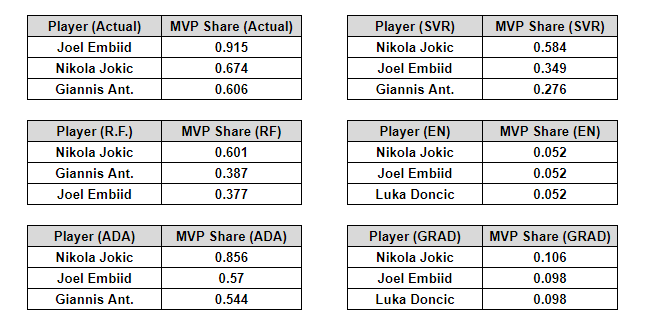 Player (Actual) MVP Share (Actual)
Joel Embiid 0.915
Nikola Jokic 0.674
Giannis Ant. 0.606
Player (SVR) MVP Share (SVR)
Nikola Jokic 0.584
Joel Embiid 0.349
Giannis Ant. 0.276
Player (R.F.) MVP Share (RF)
Nikola Jokic 0.601
Giannis Ant. 0.387
Joel Embiid 0.377
Player (EN) MVP Share (EN)
Nikola Jokic 0.052
Joel Embiid 0.052
Luka Doncic 0.052
Player (ADA) MVP Share (ADA)
Nikola Jokic 0.856
Joel Embiid 0.57
Giannis Ant. 0.544
Player (GRAD) MVP Share (GRAD)
Nikola Jokic 0.106
Joel Embiid 0.098
Luka Doncic 0.098